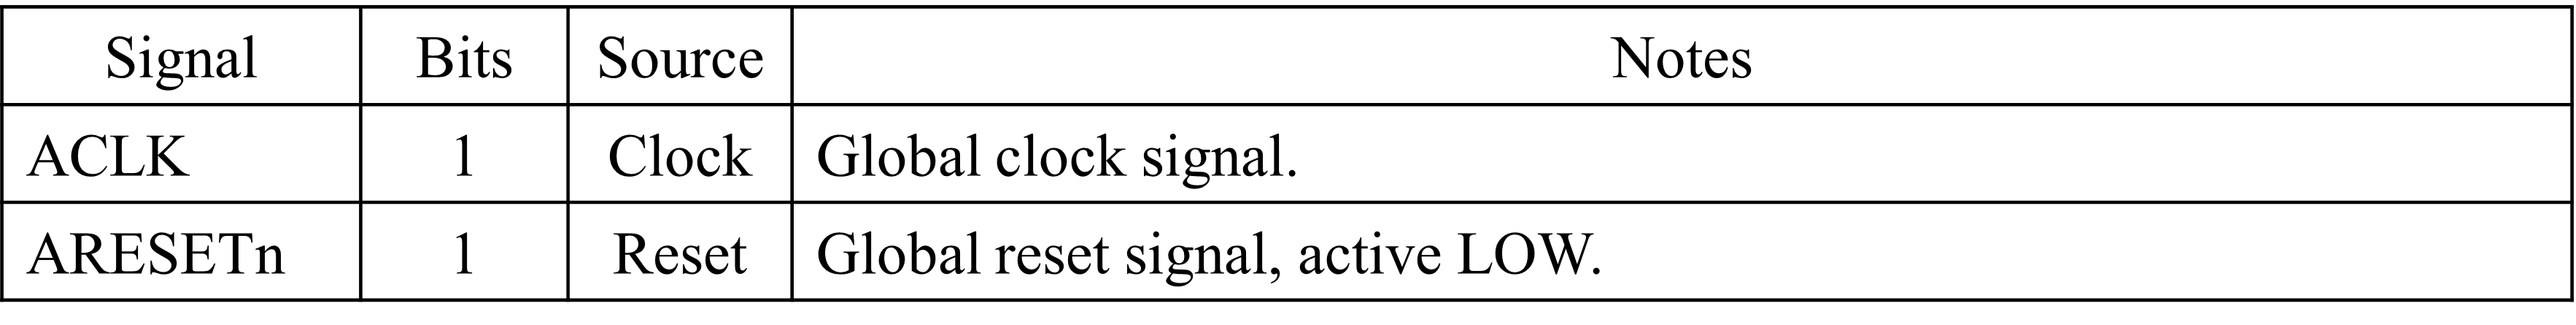 Signal Bits Source Notes
ACLK 1 Clock Global clock signal.
ARESETn 1 Reset Global reset signal, active LOW.